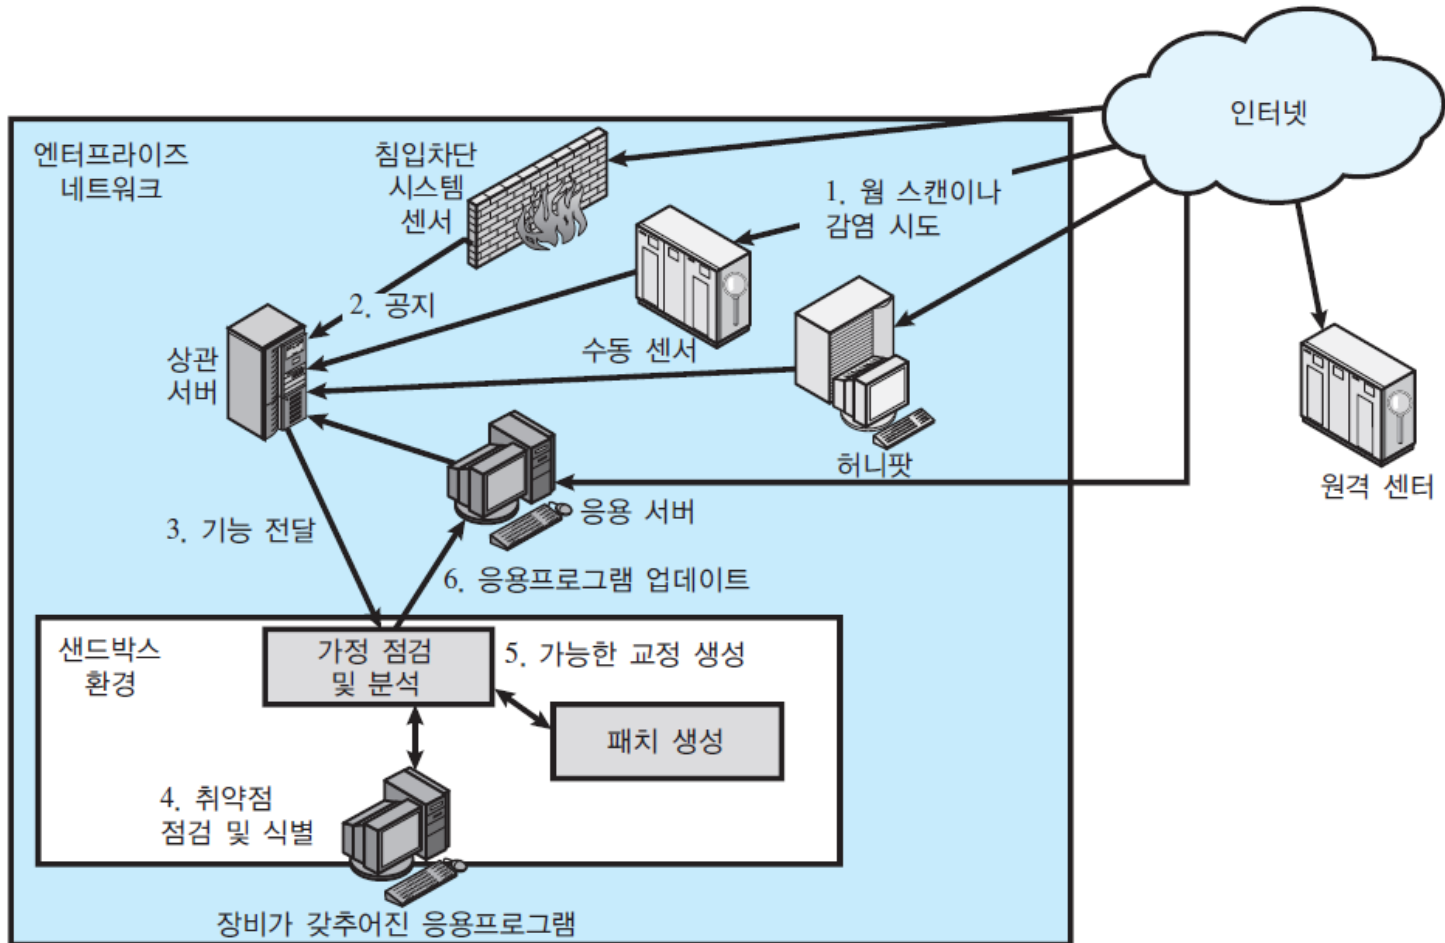 인터넷
엔터프라이즈
네트워크
침입차단
시스템
센서
1. 웜 스캔이나
감염 시도
2. 공지
수동 센서
상관
서버
허니팟
원격 센터
응용 서버
3. 기능 전달
6. 응용프로그램 업데이트
샌드박스
환경
가정 점검
및 분석
5. 가능한 교정 생성
패치 생성
4. 취약점
점검 및 식별
장비가 갖추어진 응용프로그램